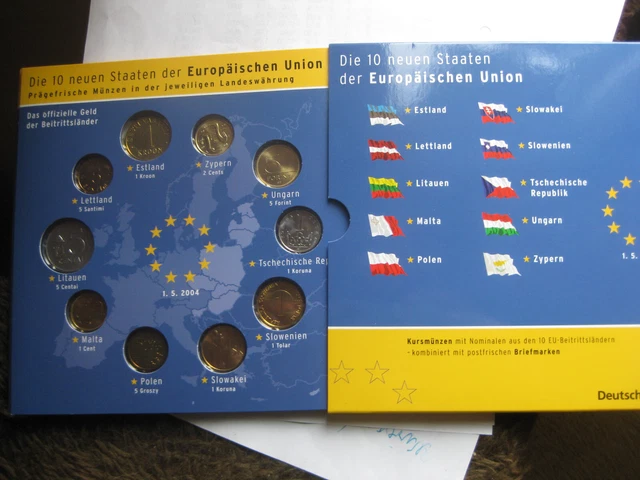 Die 10 neuen Staaten der Europäischen Union
Prägefrische Münzen in der jeweiligen Landeswährung
Das offizielle Geld
der Beitrittsländer
Estland
1 Kroon
Zypern
2 Cents
Ungarn
5 Forint
Lettland
5 Santimi
Tschechische Re
1 Koruna
Litauen
5 Centai
1. 5. 2004
Slowenien
1 Tolar
Malta
1 Cent
Polen
5 Groszy
Slowakei
1 Koruna
Die 10 neuen Staaten
der Europäischen Union
Estland
Lettland
Litauen
Malta
Polen
Slowakei
Slowenien
Tschechische
Republik
Ungarn
Zypern
1. 5.
Kursmünzen mit Nominalen aus den 10 EU-Beitrittsländern
- kombiniert mit postfrischen Briefmarken
Deutsch